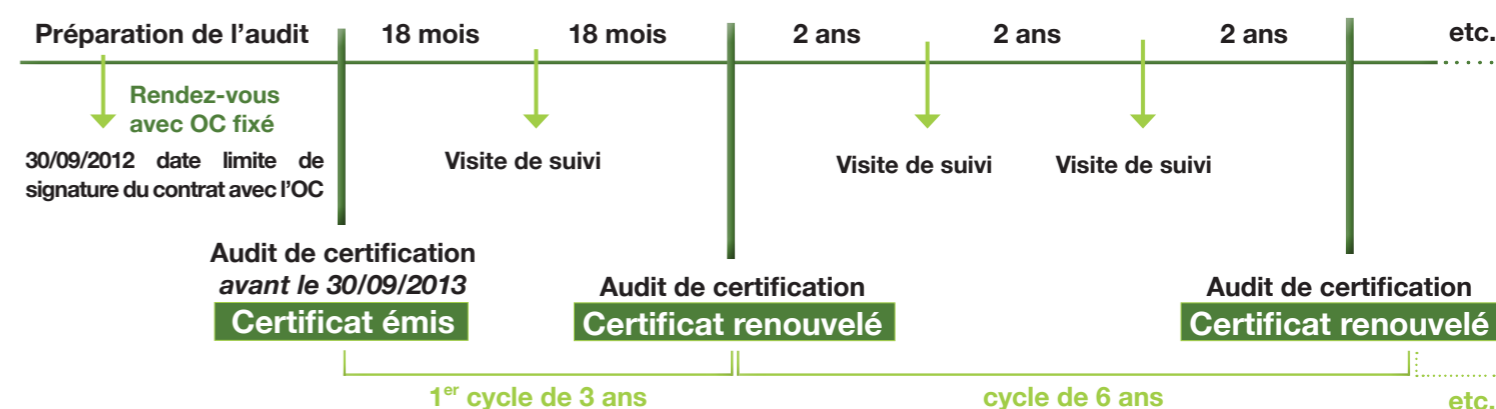 Préparation de l’audit
18 mois
18 mois
2 ans
2 ans
2 ans
etc.
Rendez-vous
avec OC fixé
30/09/2012 date limite de
signature du contrat avec l’OC
Visite de suivi
Visite de suivi
Visite de suivi
Audit de certification
avant le 30/09/2013
Certificat émis
Audit de certification
Certificat renouvelé
Audit de certification
Certificat renouvelé
1er cycle de 3 ans
cycle de 6 ans
etc.